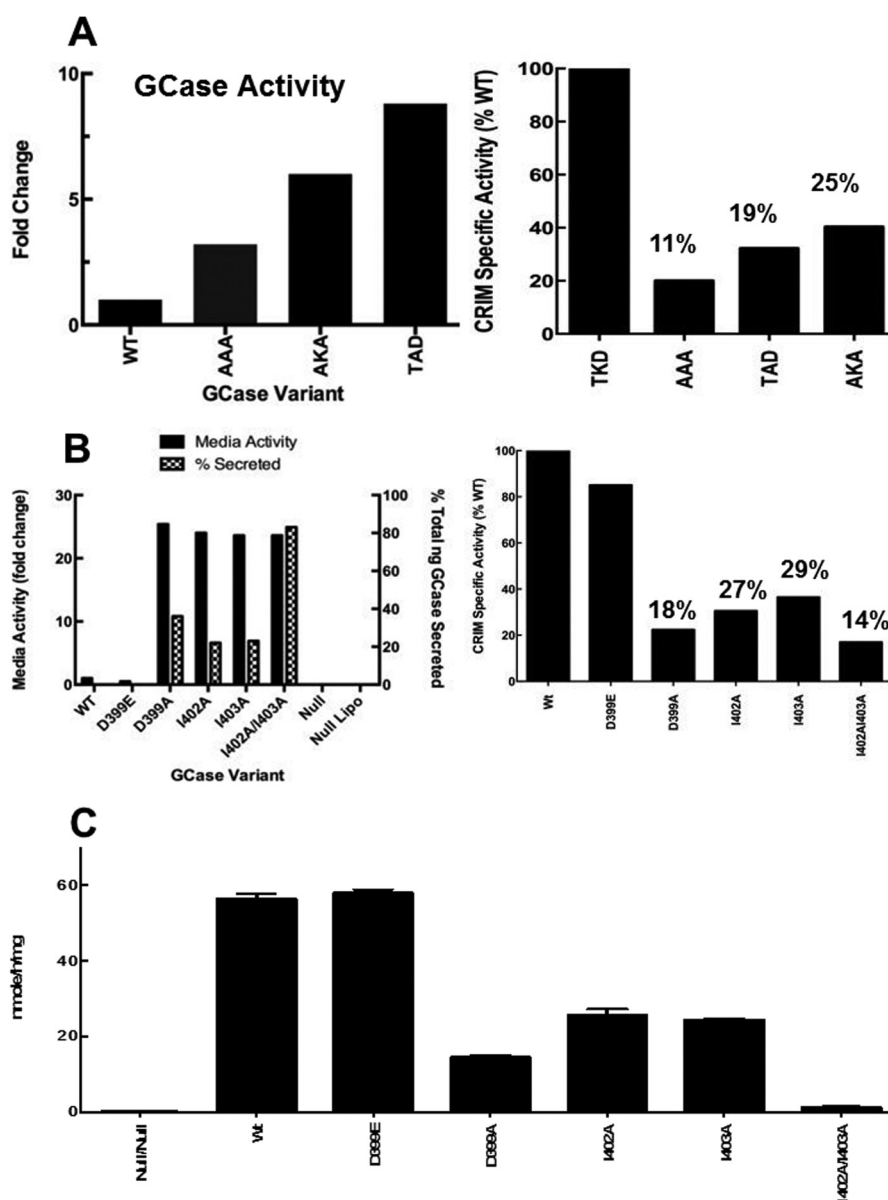 A
GCase Activity
Fold Change
10
5
0
WT
AAA
AKA
TAD
GCase Variant
CRIM Specific Activity (% WT)
100
80
60
40
20
0
11%
19%
25%
TKD
AAA
TAD
AKA
B
Media Activity
% Secreted
Media Activity (fold change)
30
20
10
0
% Total ng GCase Secreted
100
80
60
40
20
0
WT
D399E
D399A
I402A
I403A
I402A/I403A
Null
Null Lipo
GCase Variant
CRIM Specific Activity (% WT)
100
80
60
40
20
0
18%
27%
29%
14%
Wt
D399E
D399A
I402A
I403A
I402AI403A
C
nmole/h/mg
60
40
20
0
Null/Null
Wt
D399E
D399A
I402A
I403A
I402A/I403A